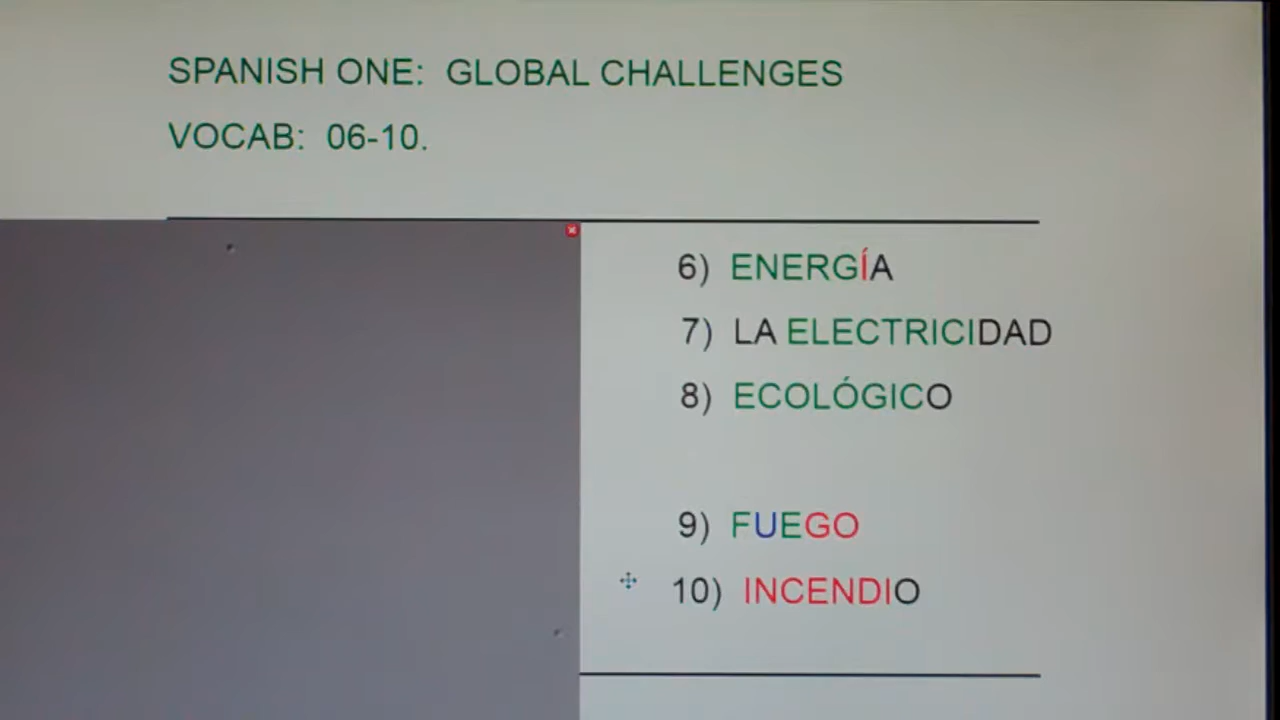 SPANISH ONE: GLOBAL CHALLENGES
VOCAB: 06-10.
6) ENERGÍA
7) LA ELECTRICIDAD
8) ECOLÓGICO
9) FUEGO
10) INCENDIO